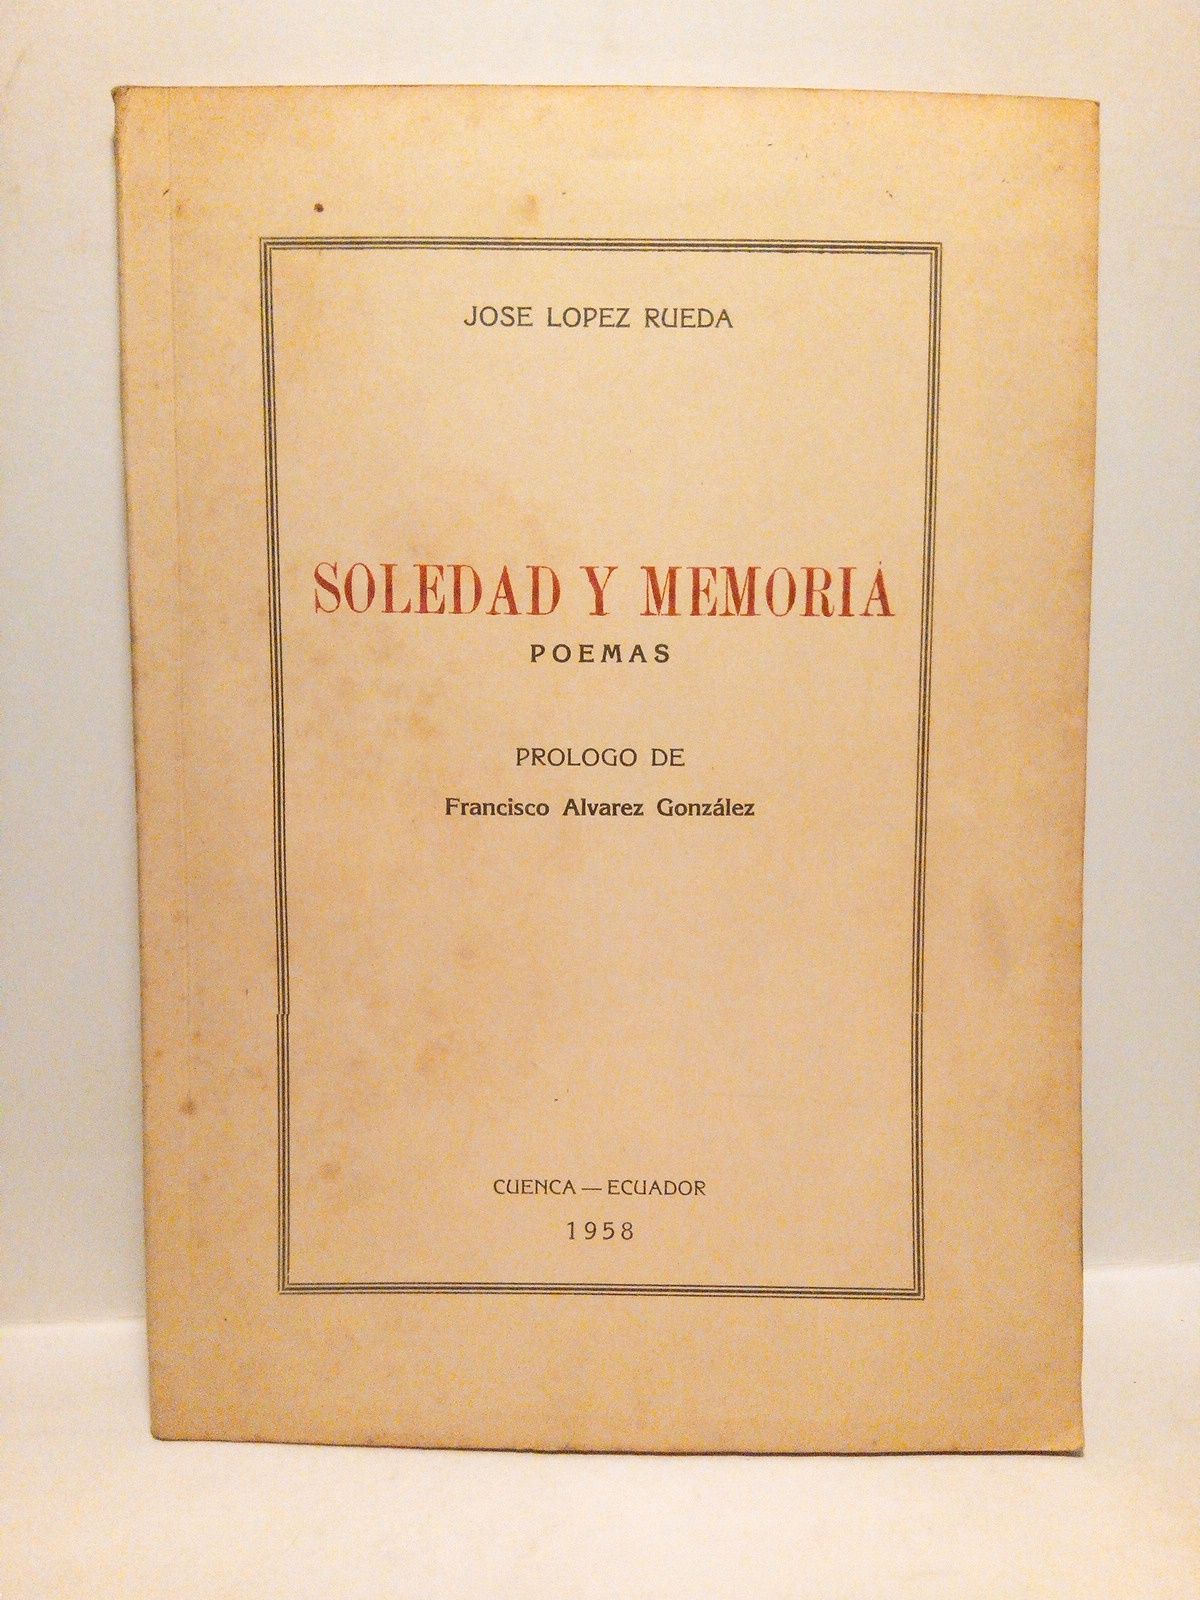 JOSE LOPEZ RUEDA
SOLEDAD Y MEMORIA
POEMAS
PROLOGO DE
Francisco Alvarez González
CUENCA — ECUADOR
1958